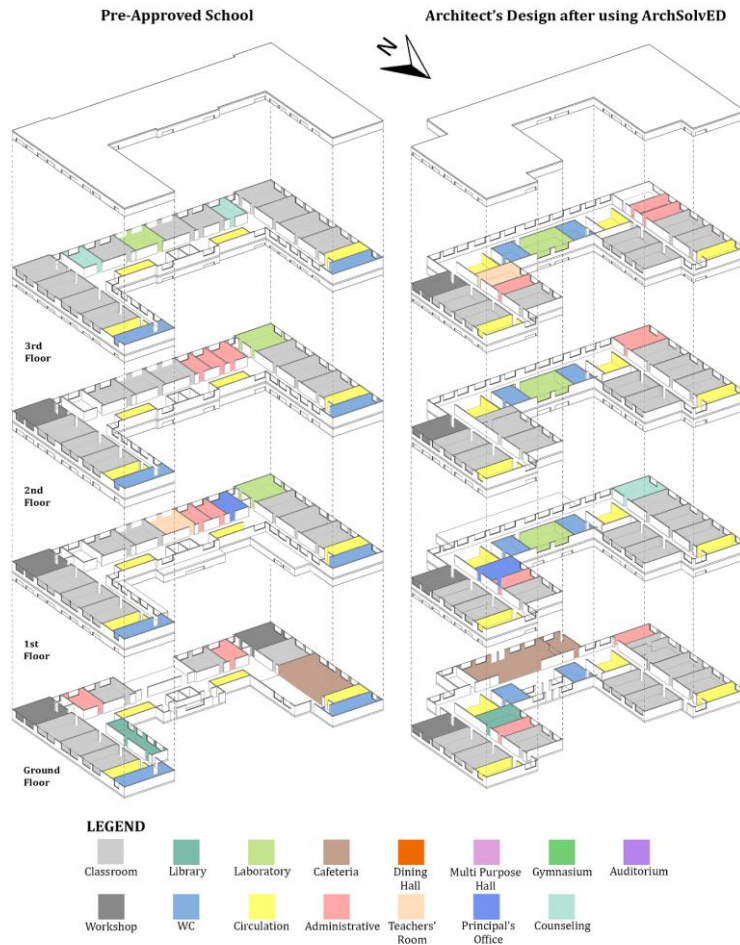 Pre-Approved School
Architect's Design after using ArchSolvED
N
3rd
Floor
2nd
Floor
1st
Floor
Ground
Floor
LEGEND
Classroom
Library
Laboratory
Cafeteria
Dining
Hall
Multi Purpose
Hall
Gymnasium
Auditorium
Workshop
WC
Circulation
Administrative
Teachers'
Room
Principal's
Office
Counseling